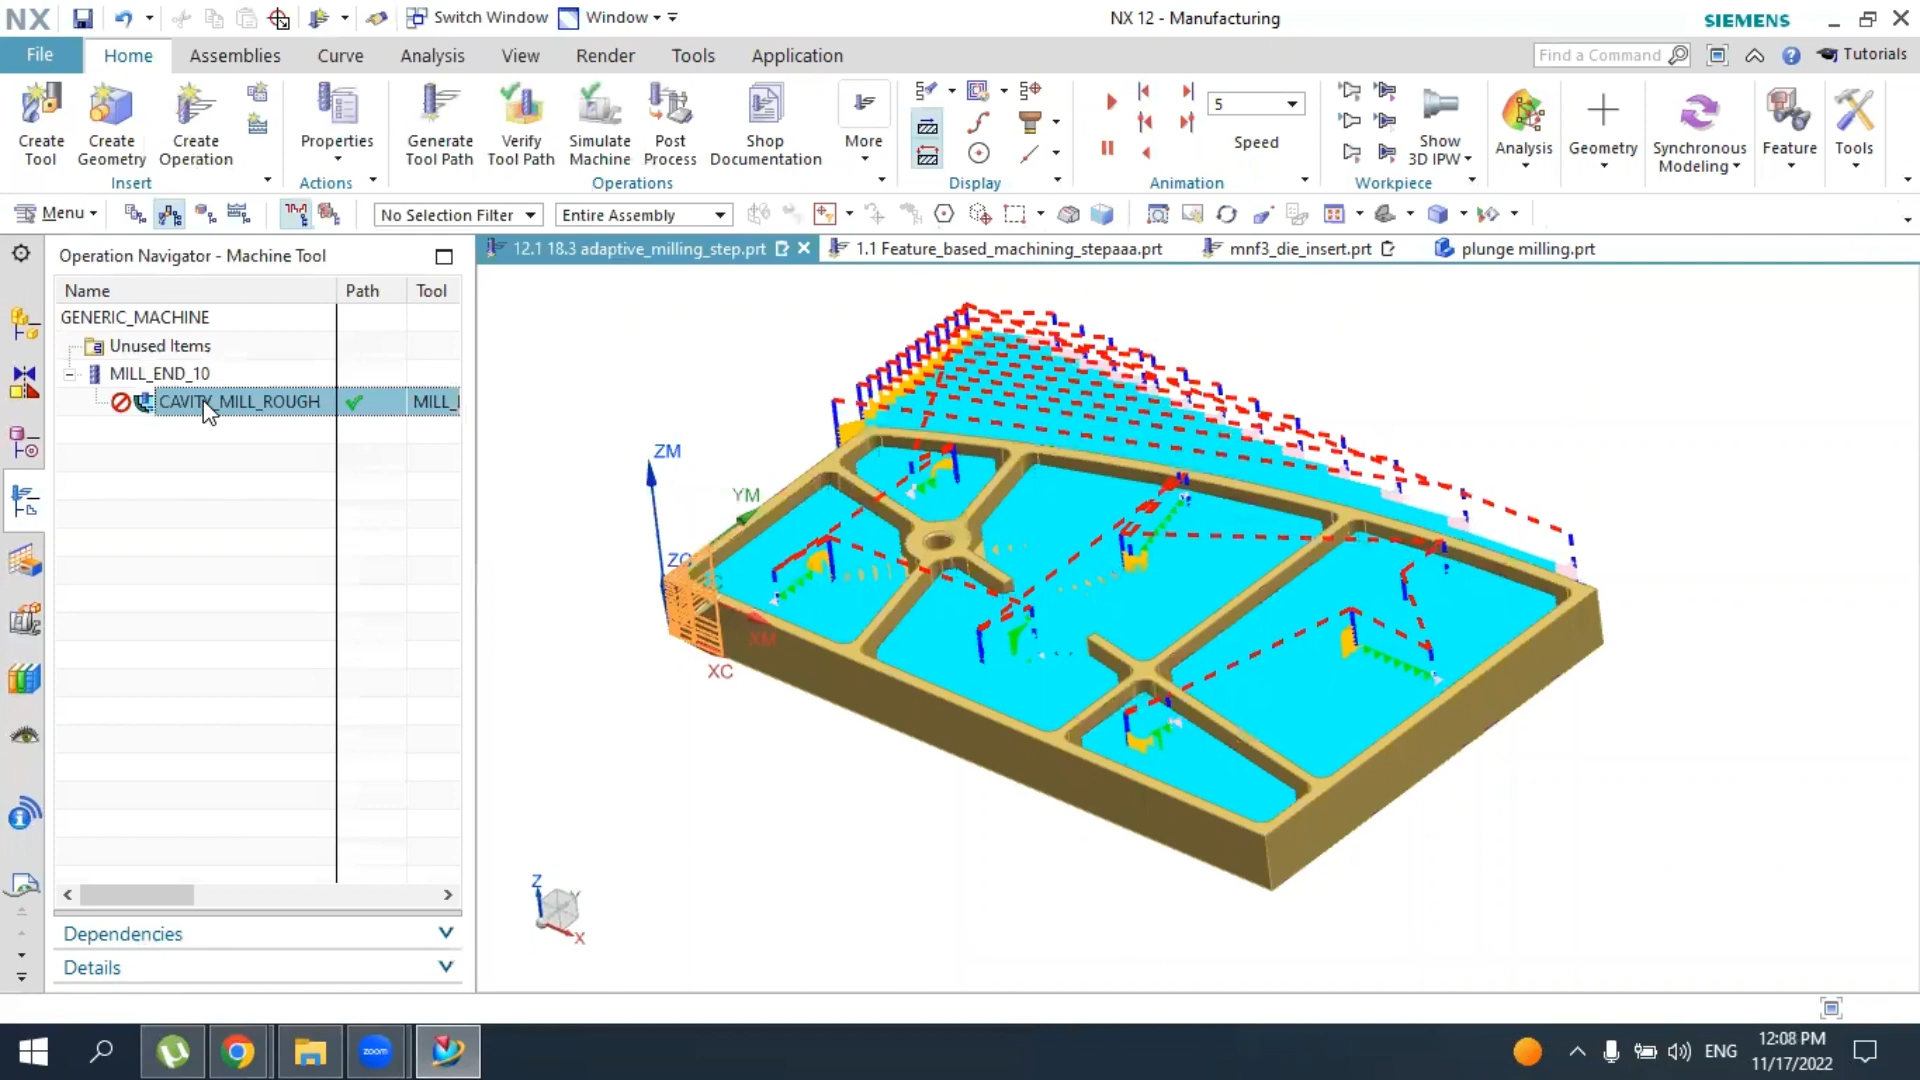 NX
Switch Window
Window
NX 12 - Manufacturing
SIEMENS
File
Home
Assemblies
Curve
Analysis
View
Render
Tools
Application
Find a Command
Tutorials
Create Tool
Create Geometry
Create Operation
Properties
Generate Tool Path
Verify Tool Path
Simulate Machine
Post Process
Shop Documentation
More
5
Speed
Show 3D IPW
Analysis
Geometry
Synchronous Modeling
Feature
Tools
Insert
Actions
Operations
Display
Animation
Workpiece
Menu
No Selection Filter
Entire Assembly
Operation Navigator - Machine Tool
12.1 18.3 adaptive_milling_step.prt
1.1 Feature_based_machining_stepaaa.prt
mnf3_die_insert.prt
plunge milling.prt
Name
Path
Tool
GENERIC_MACHINE
Unused Items
MILL_END_10
CAVITY_MILL_ROUGH
MILL_
ZM
YM
XM
XC
Z
X
Dependencies
Details
zoom
ENG
12:08 PM
11/17/2022